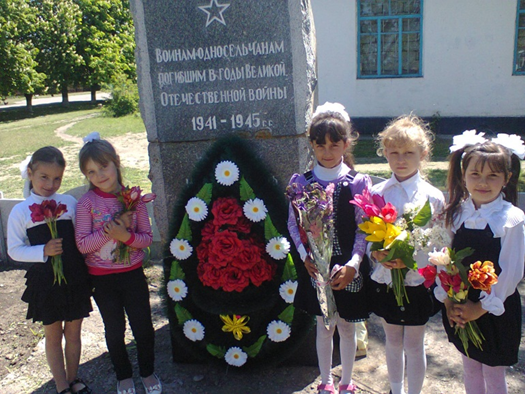 Воинам-односельчанам
погибшим в годы Великой
Отечественной войны
1941-1945 г.г.